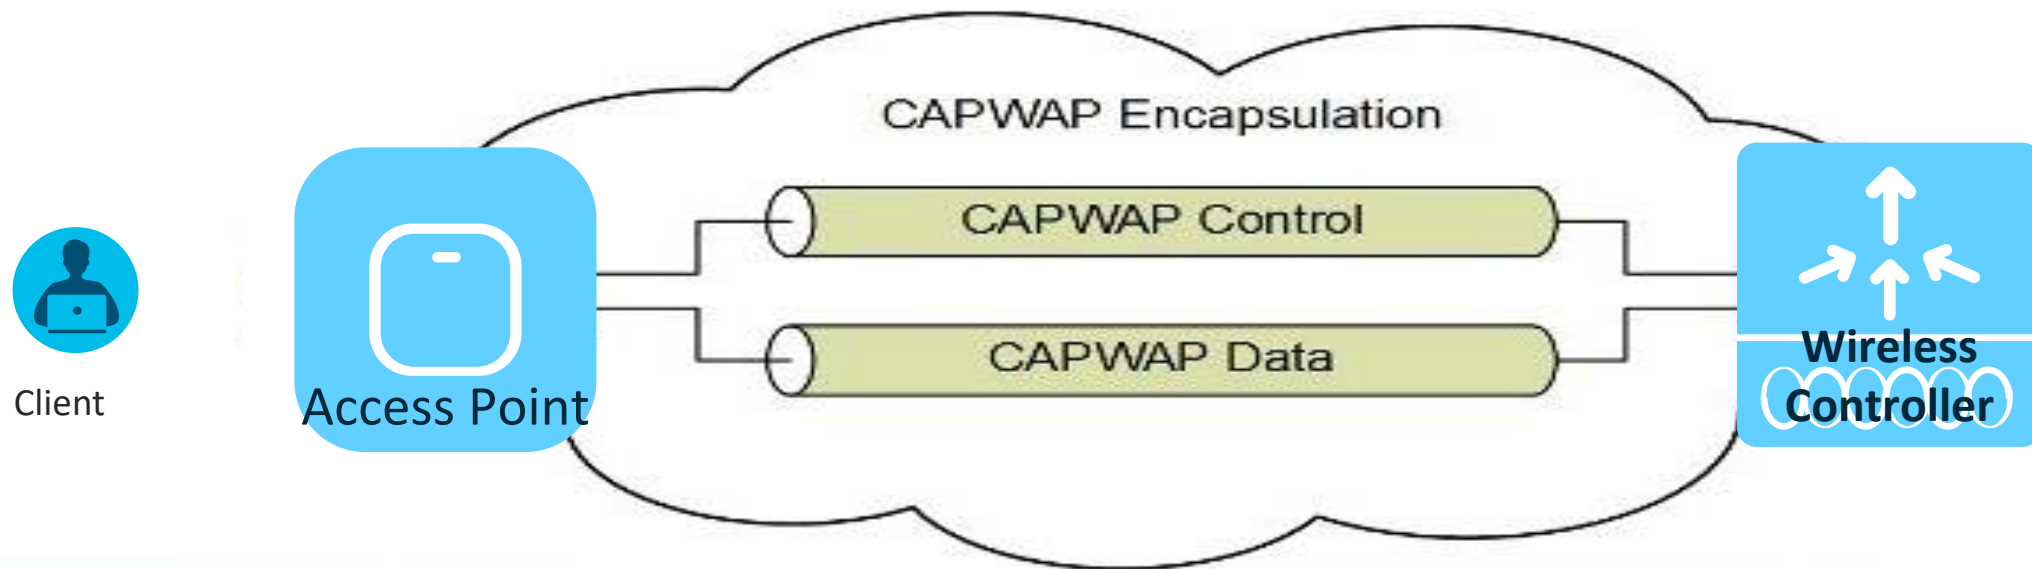 CAPWAP Encapsulation
CAPWAP Control
CAPWAP Data
Client
Access Point
Wireless
Controller